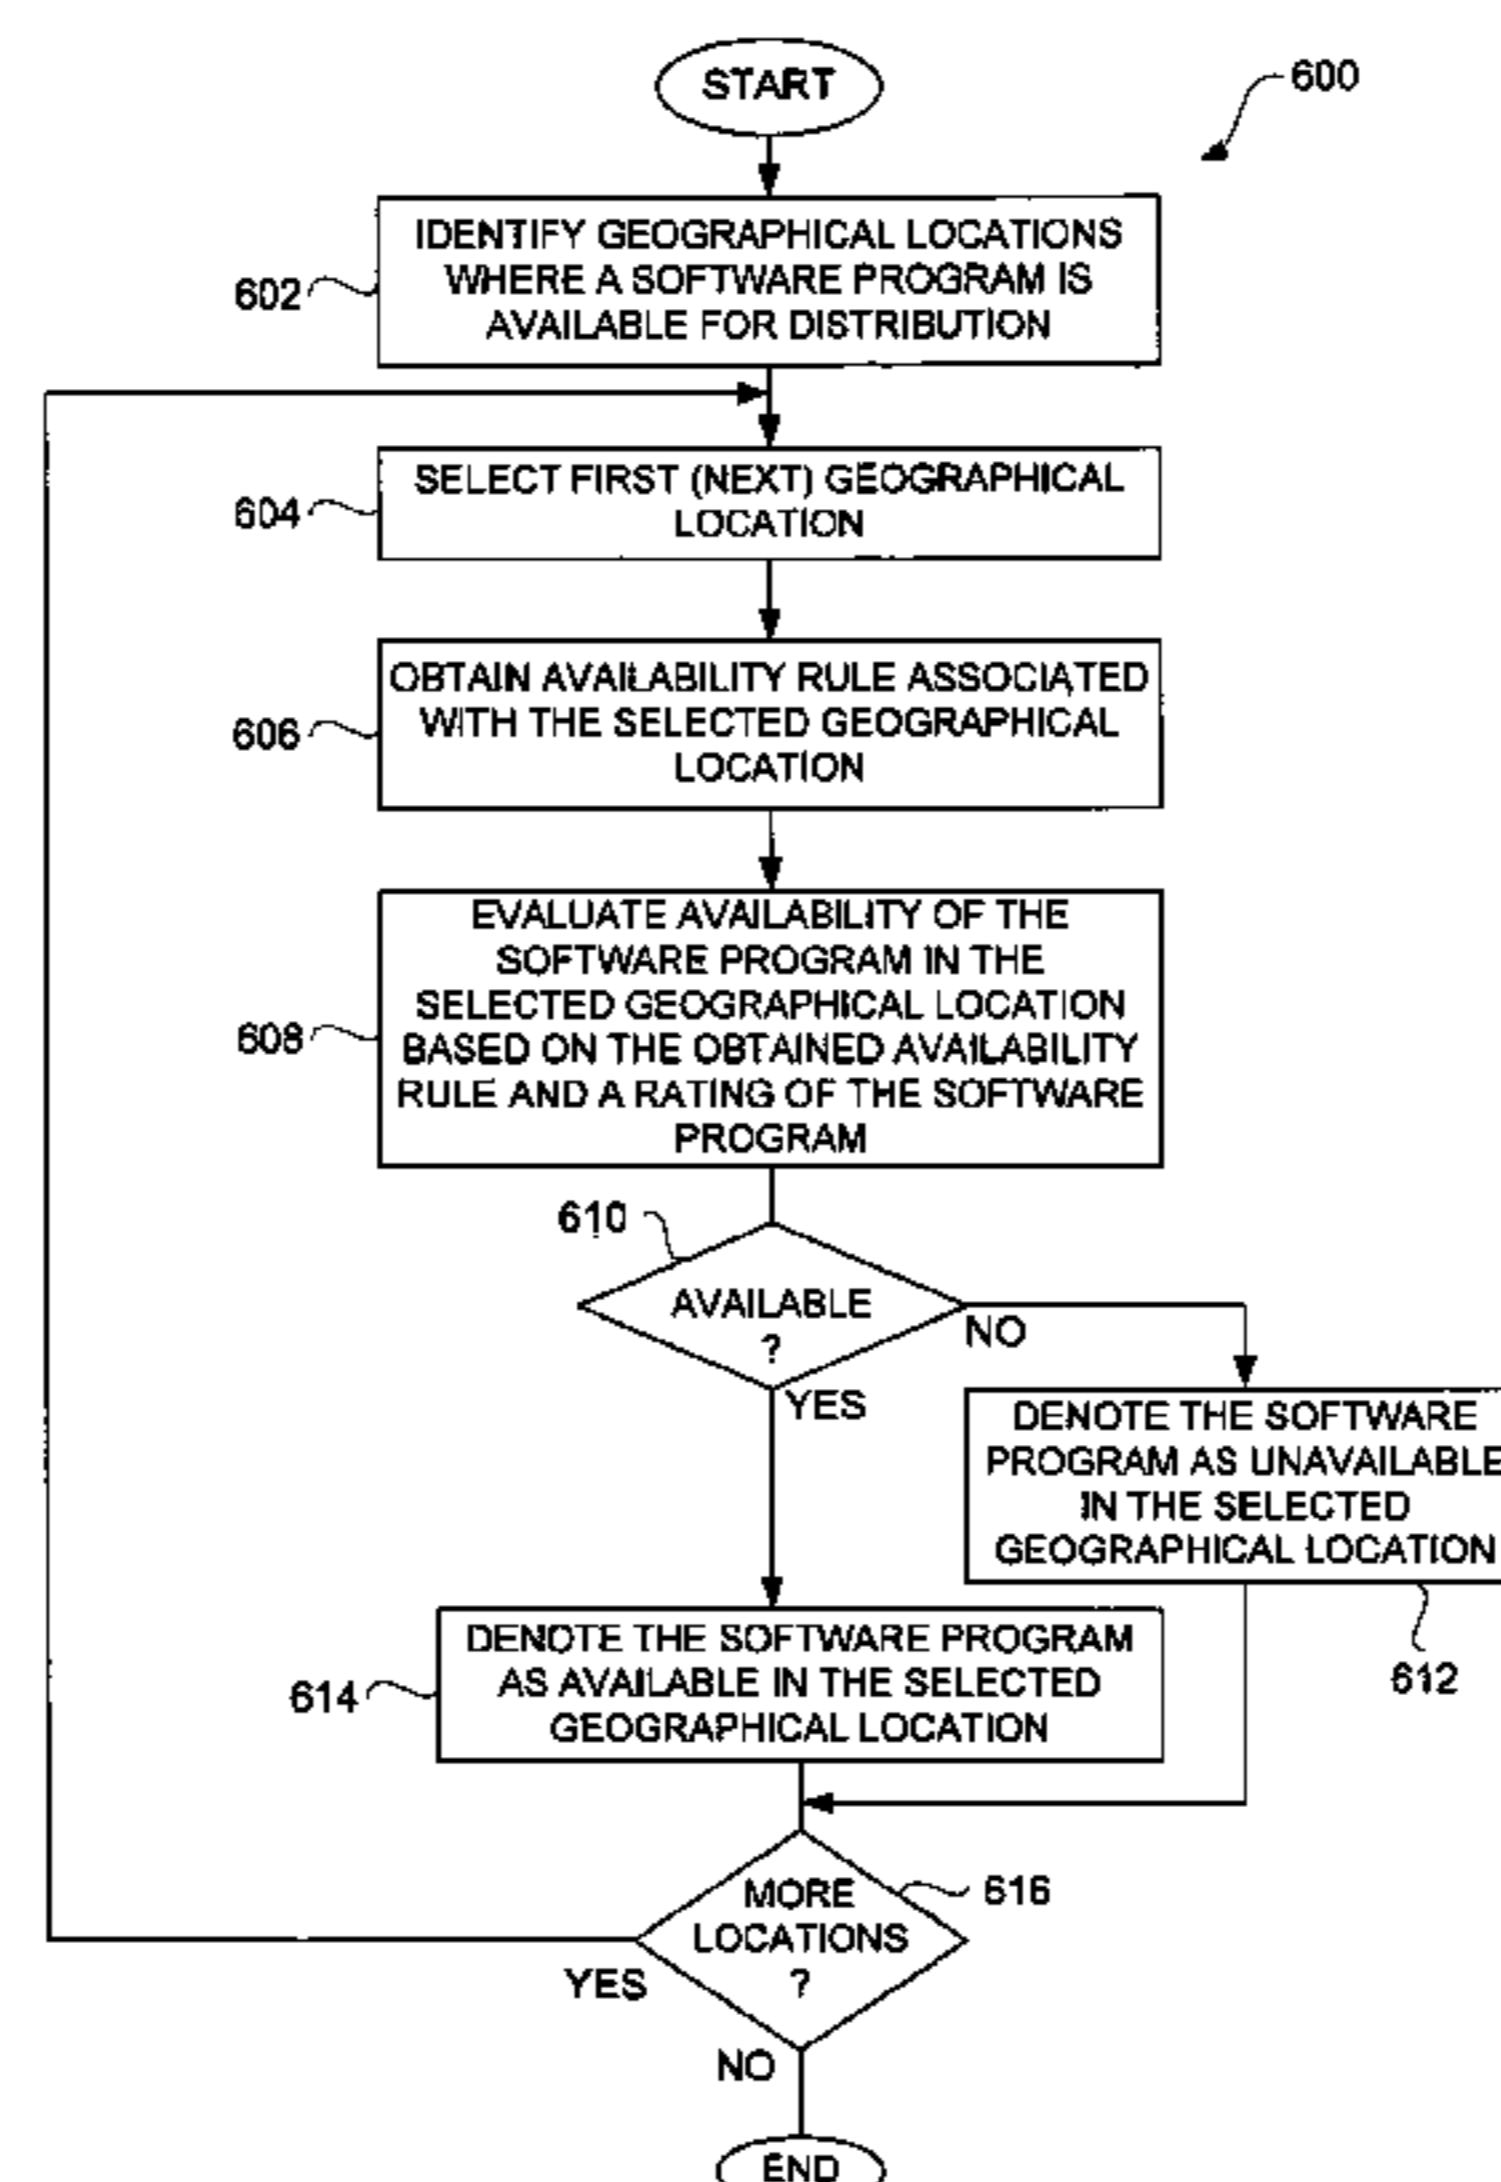 START
600
IDENTIFY GEOGRAPHICAL LOCATIONS
WHERE A SOFTWARE PROGRAM IS
AVAILABLE FOR DISTRIBUTION
602
SELECT FIRST (NEXT) GEOGRAPHICAL
LOCATION
604
OBTAIN AVAILABILITY RULE ASSOCIATED
WITH THE SELECTED GEOGRAPHICAL
LOCATION
606
EVALUATE AVAILABILITY OF THE
SOFTWARE PROGRAM IN THE
SELECTED GEOGRAPHICAL LOCATION
BASED ON THE OBTAINED AVAILABILITY
RULE AND A RATING OF THE SOFTWARE
PROGRAM
608
610
AVAILABLE
?
NO
YES
DENOTE THE SOFTWARE
PROGRAM AS UNAVAILABLE
IN THE SELECTED
GEOGRAPHICAL LOCATION
612
DENOTE THE SOFTWARE PROGRAM
AS AVAILABLE IN THE SELECTED
GEOGRAPHICAL LOCATION
614
MORE
LOCATIONS
?
616
YES
NO
END